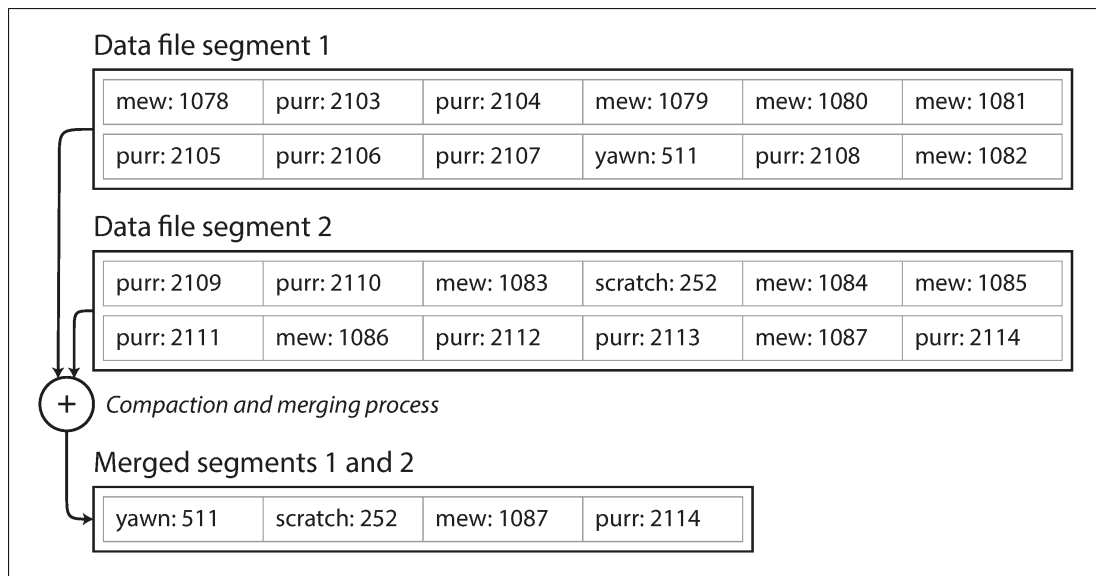 Data file segment 1
mew: 1078 purr: 2103 purr: 2104 mew: 1079 mew: 1080 mew: 1081
purr: 2105 purr: 2106 purr: 2107 yawn: 511 purr: 2108 mew: 1082
Data file segment 2
purr: 2109 purr: 2110 mew: 1083 scratch: 252 mew: 1084 mew: 1085
purr: 2111 mew: 1086 purr: 2112 purr: 2113 mew: 1087 purr: 2114
+ Compaction and merging process
Merged segments 1 and 2
yawn: 511 scratch: 252 mew: 1087 purr: 2114